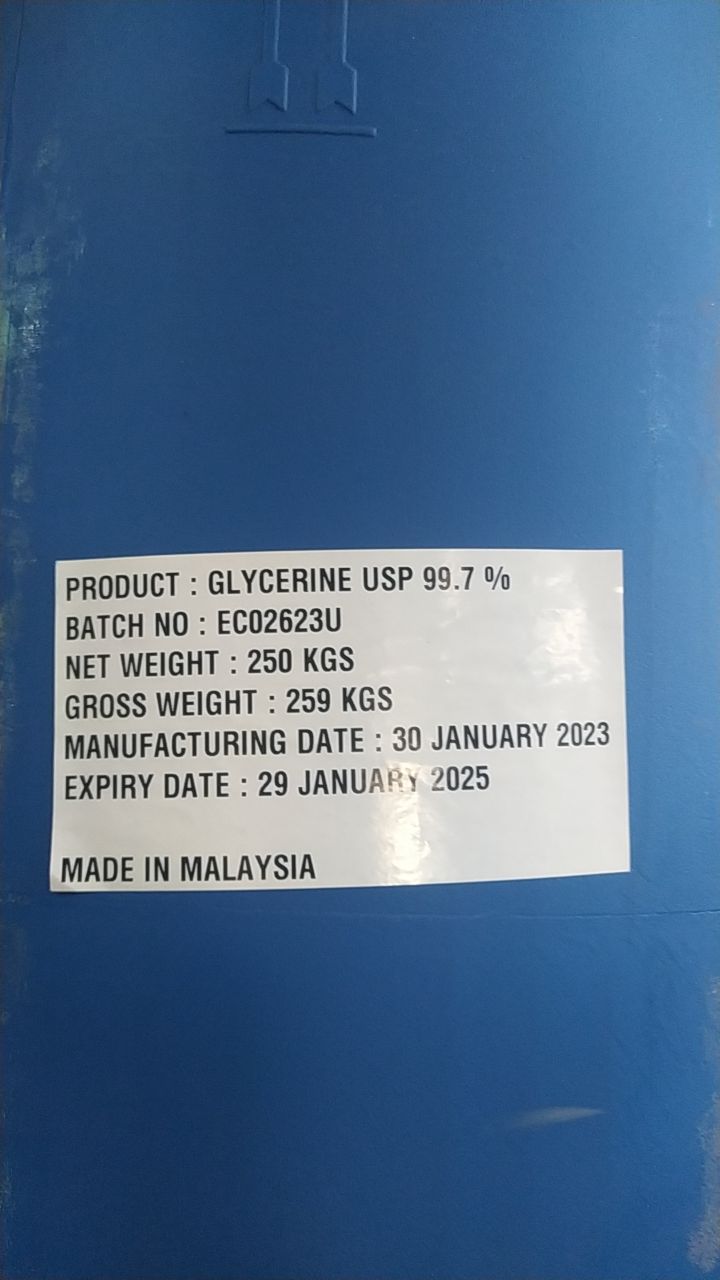 PRODUCT : GLYCERINE USP 99.7 %
BATCH NO : EC02623U
NET WEIGHT : 250 KGS
GROSS WEIGHT : 259 KGS
MANUFACTURING DATE : 30 JANUARY 2023
EXPIRY DATE : 29 JANUARY 2025
MADE IN MALAYSIA